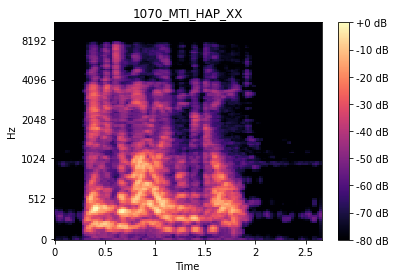 1070_MTI_HAP_XX
+0 dB
8192
-10 dB
4096
-20 dB
-30 dB
2048
Hz
-40 dB
1024
-50 dB
512
-60 dB
-70 dB
0
-80 dB
0 0.5 1 1.5 2 2.5
Time